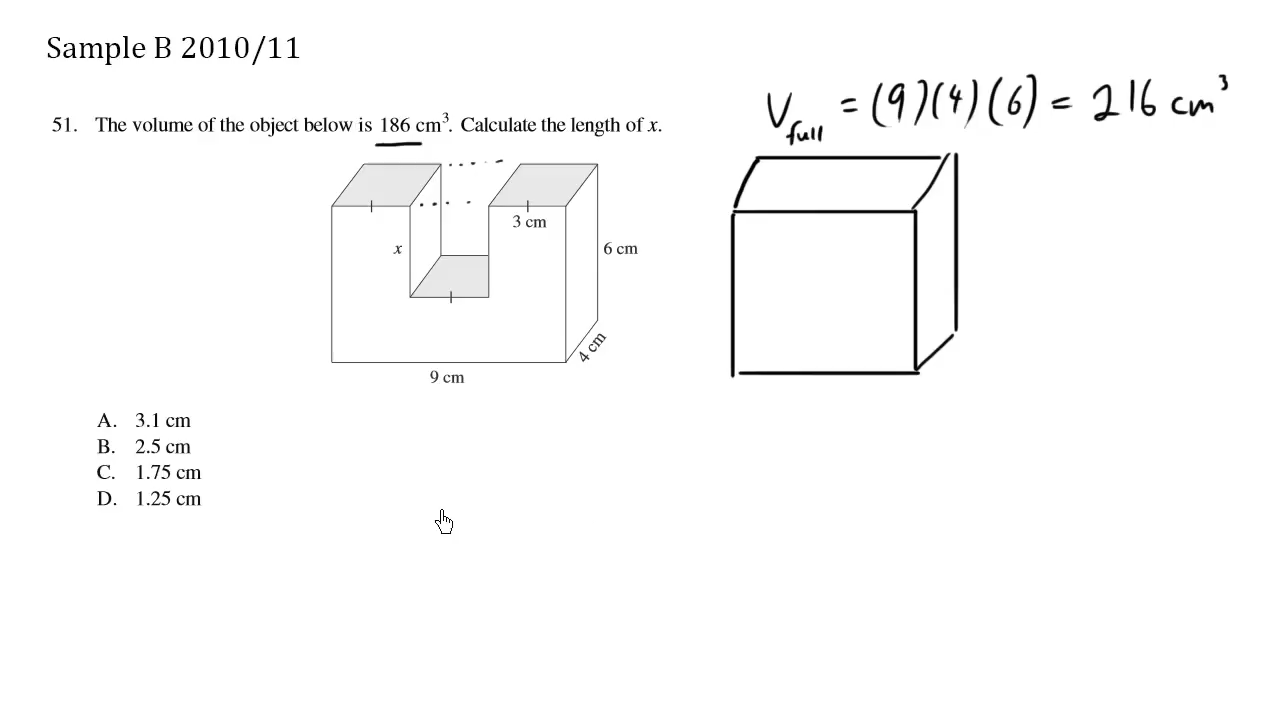 Sample B 2010/11
V full = (9)(4)(6) = 216 cm³
51. The volume of the object below is 186 cm³. Calculate the length of x.
3 cm
x
6 cm
4 cm
9 cm
A. 3.1 cm
B. 2.5 cm
C. 1.75 cm
D. 1.25 cm